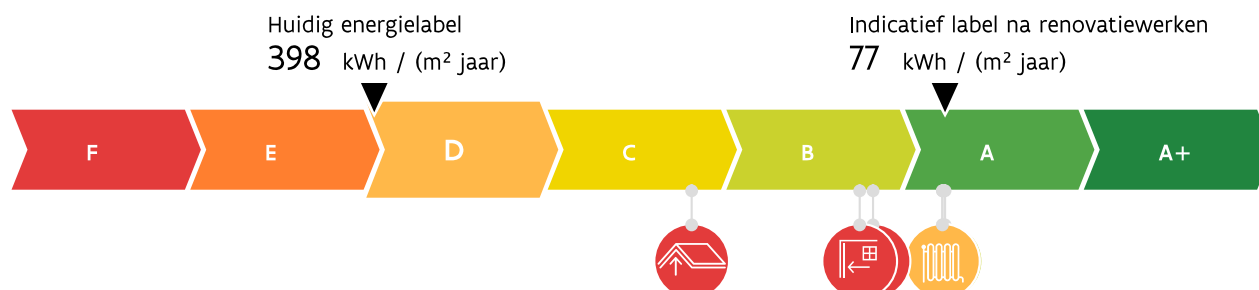 Huidig energielabel
398 kWh / (m² jaar)
Indicatief label na renovatiewerken
77 kWh / (m² jaar)
F E D C B A A+